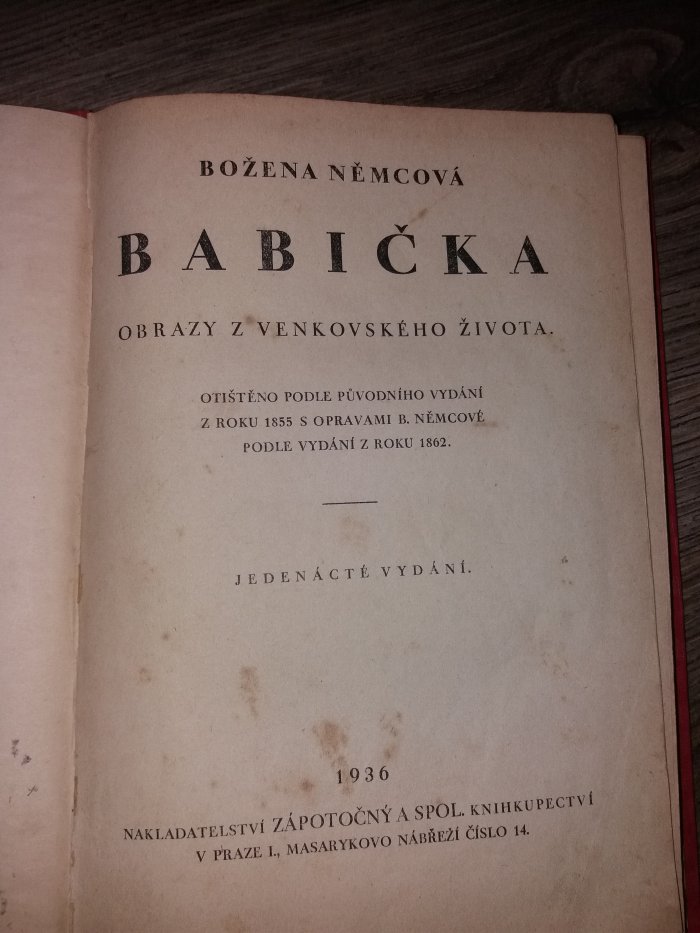 BOŽENA NĚMCOVÁ
BABIČKA
OBRAZY Z VENKOVSKÉHO ŽIVOTA.
OTIŠTĚNO PODLE PŮVODNÍHO VYDÁNÍ
Z ROKU 1855 S OPRAVAMI B. NĚMCOVÉ
PODLE VYDÁNÍ Z ROKU 1862.
JEDENÁCTÉ VYDÁNÍ.
1936
NAKLADATELSTVÍ ZÁPOTOČNÝ A SPOL. KNIHKUPECTVÍ
V PRAZE I., MASARYKOVO NÁBŘEŽÍ ČÍSLO 14.